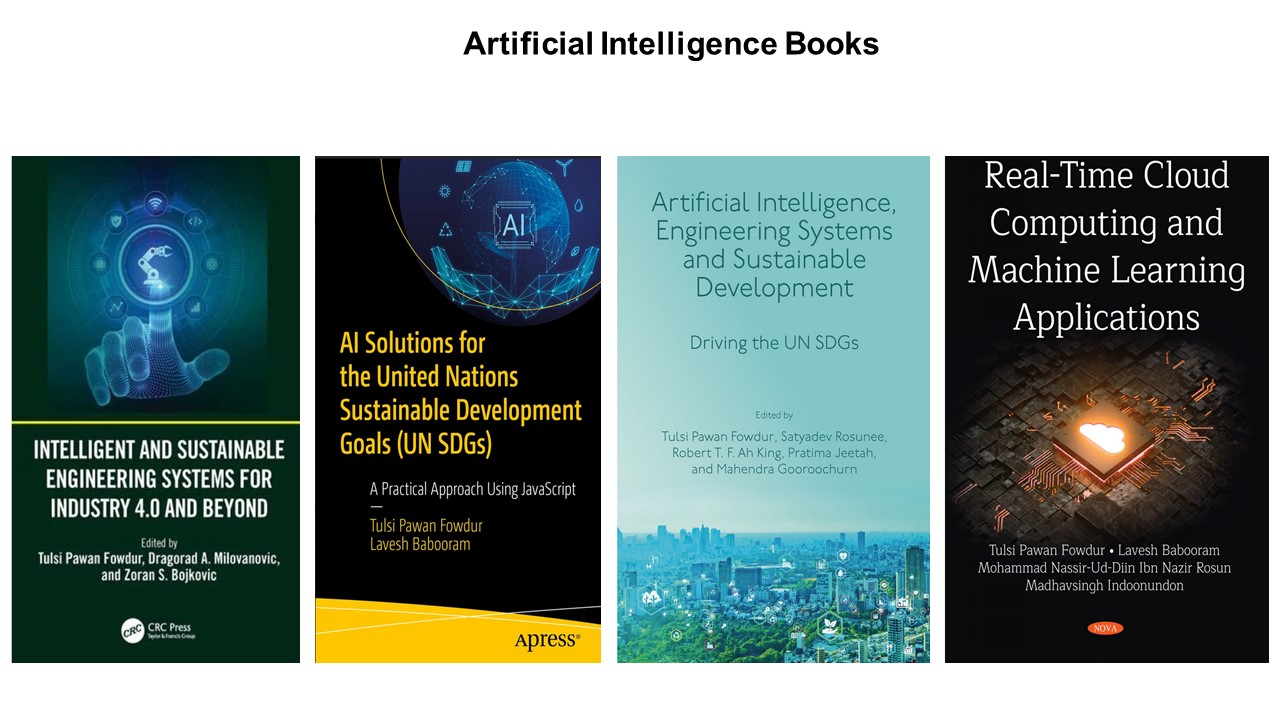 Artificial Intelligence Books
INTELLIGENT AND SUSTAINABLE
ENGINEERING SYSTEMS FOR
INDUSTRY 4.0 AND BEYOND
Edited by
Tulsi Pawan Fowdur, Dragorad A. Milovanovic,
and Zoran S. Bojkovic
CRC
CRC Press
Taylor & Francis Group
AI
AI Solutions for
the United Nations
Sustainable Development
Goals (UN SDGs)
A Practical Approach Using JavaScript
Tulsi Pawan Fowdur
Lavesh Babooram
Apress®
Artificial Intelligence,
Engineering Systems
and Sustainable
Development
Driving the UN SDGs
Edited by
Tulsi Pawan Fowdur, Satyadev Rosunee,
Robert T. F. Ah King, Pratima Jeetah,
and Mahendra Gooroochurn
Real-Time Cloud
Computing and
Machine Learning
Applications
Tulsi Pawan Fowdur • Lavesh Babooram
Mohammad Nassir-Ud-Diin Ibn Nazir Rosun
Madhavsingh Indoonundon
NOVA